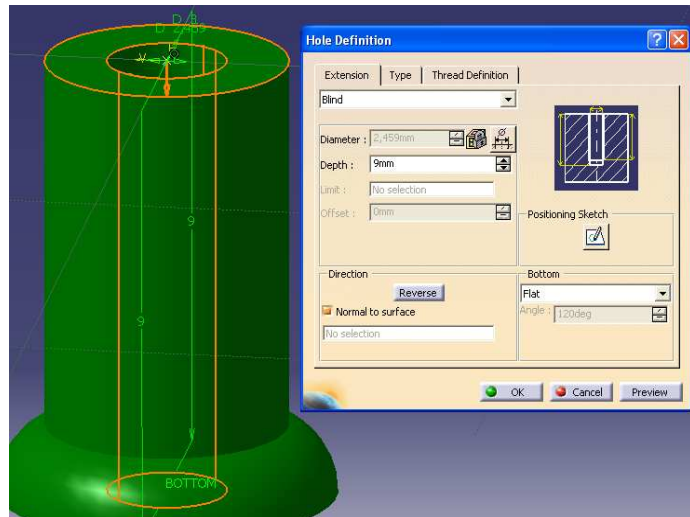 Hole Definition
Extension
Type
Thread Definition
Blind
Diameter : 2,459mm
Depth : 9mm
Limit : No selection
Offset : 0mm
Positioning Sketch
Direction
Reverse
Normal to surface
No selection
Bottom
Flat
Angle : 120deg
OK
Cancel
Preview
9
9
BOTTOM